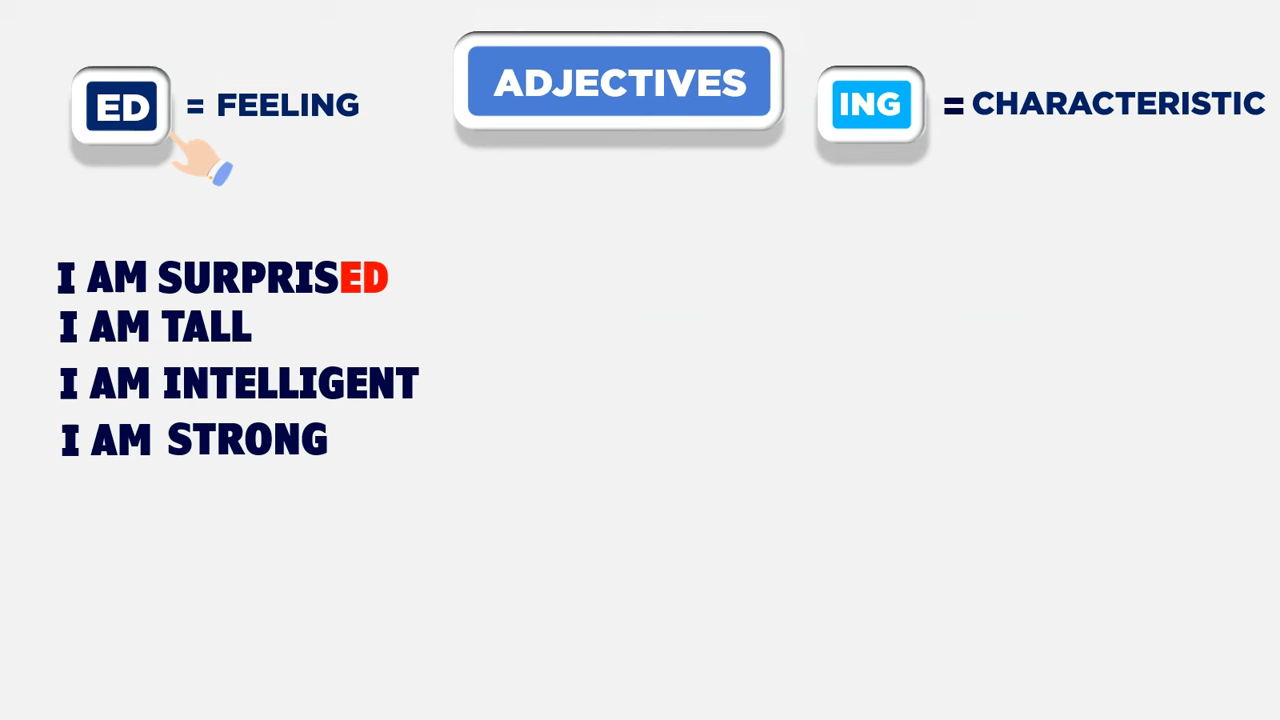 ED = FEELING
ADJECTIVES
ING = CHARACTERISTIC
I AM SURPRISED
I AM TALL
I AM INTELLIGENT
I AM STRONG